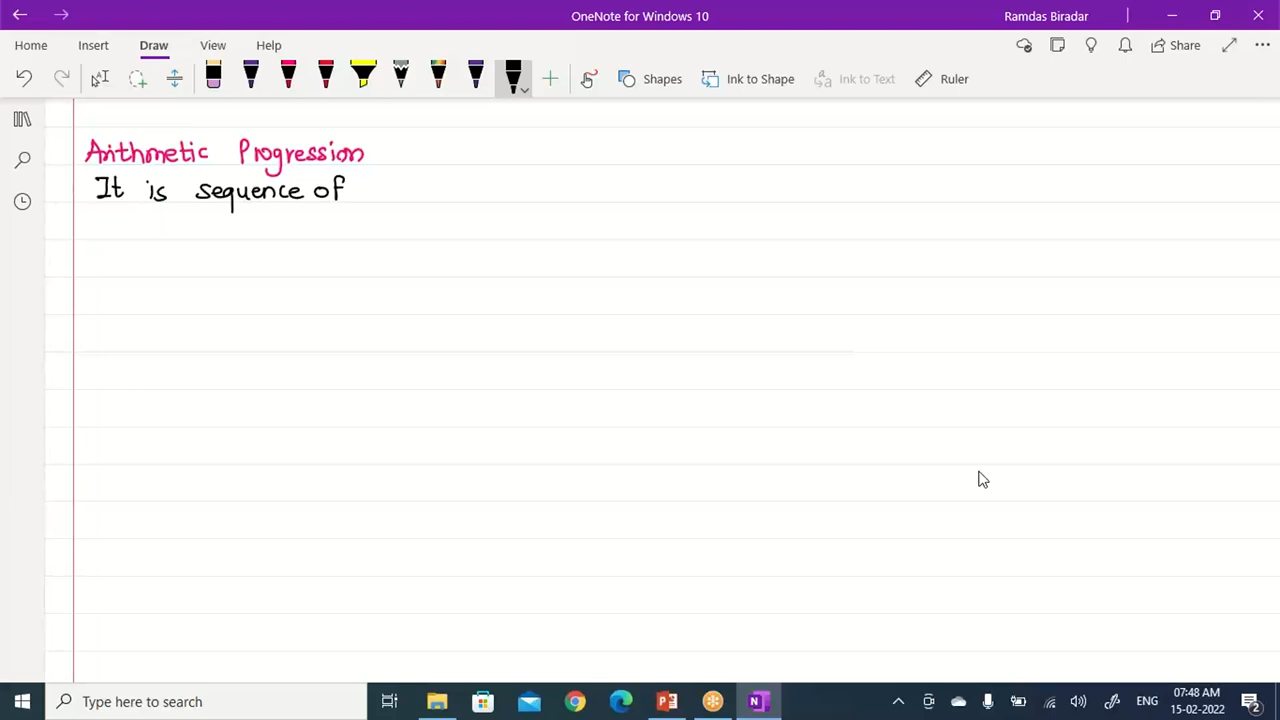 OneNote for Windows 10
Ramdas Biradar
Home Insert Draw View Help
Share
Shapes Ink to Shape Ink to Text Ruler
Arithmetic Progression
It is sequence of
Type here to search
ENG
07:48 AM
15-02-2022
2